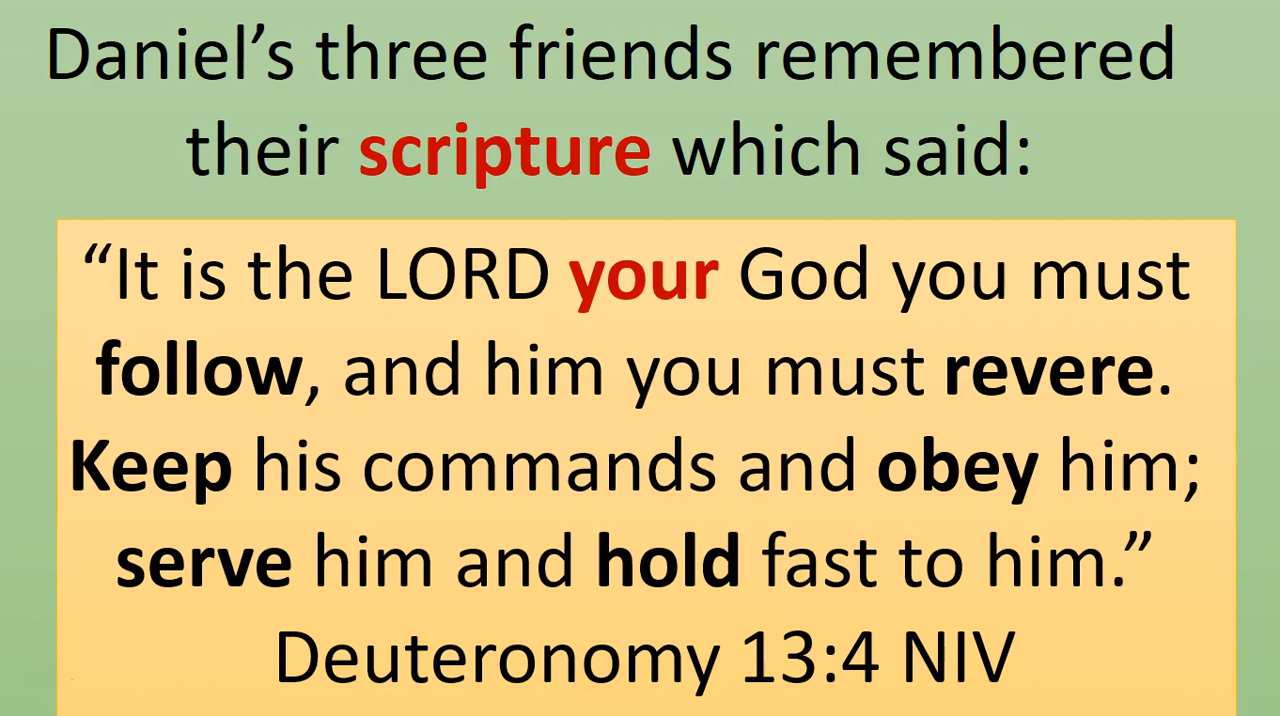 Daniel’s three friends remembered
their scripture which said:
“It is the LORD your God you must
follow, and him you must revere.
Keep his commands and obey him;
serve him and hold fast to him.”
Deuteronomy 13:4 NIV